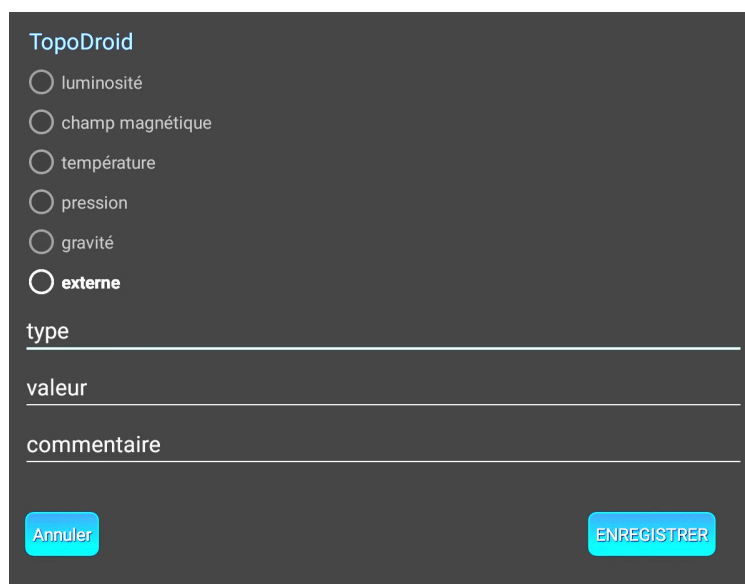 TopoDroid
luminosité
champ magnétique
température
pression
gravité
externe
type
valeur
commentaire
Annuler
ENREGISTRER